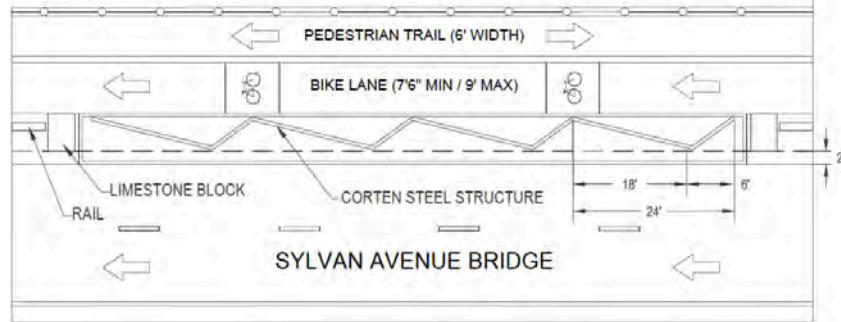 PEDESTRIAN TRAIL (6' WIDTH)
BIKE LANE (7'6" MIN / 9' MAX)
LIMESTONE BLOCK
RAIL
CORTEN STEEL STRUCTURE
18'
6'
24'
SYLVAN AVENUE BRIDGE